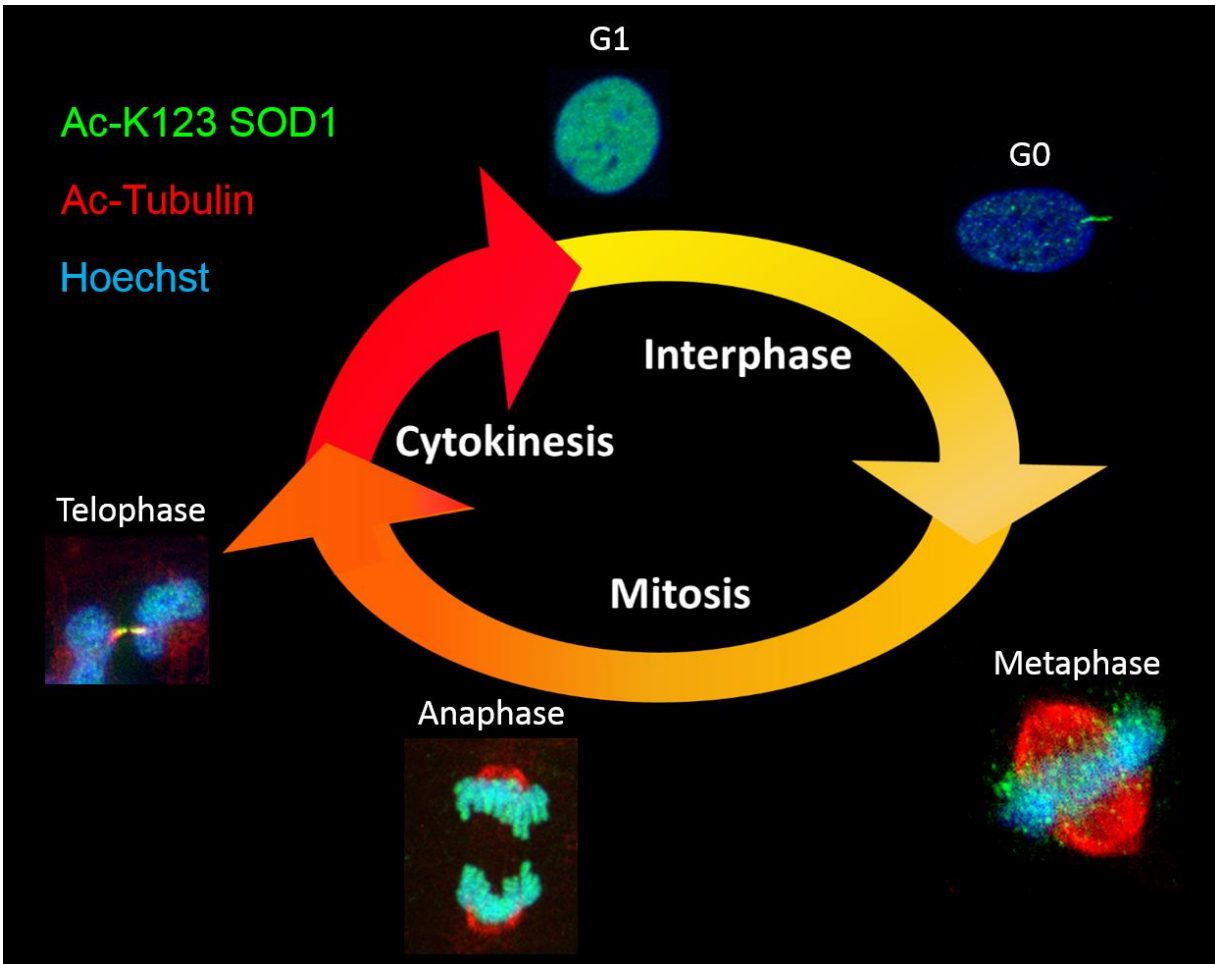 G1
Ac-K123 SOD1
G0
Ac-Tubulin
Hoechst
Interphase
Cytokinesis
Telophase
Mitosis
Metaphase
Anaphase